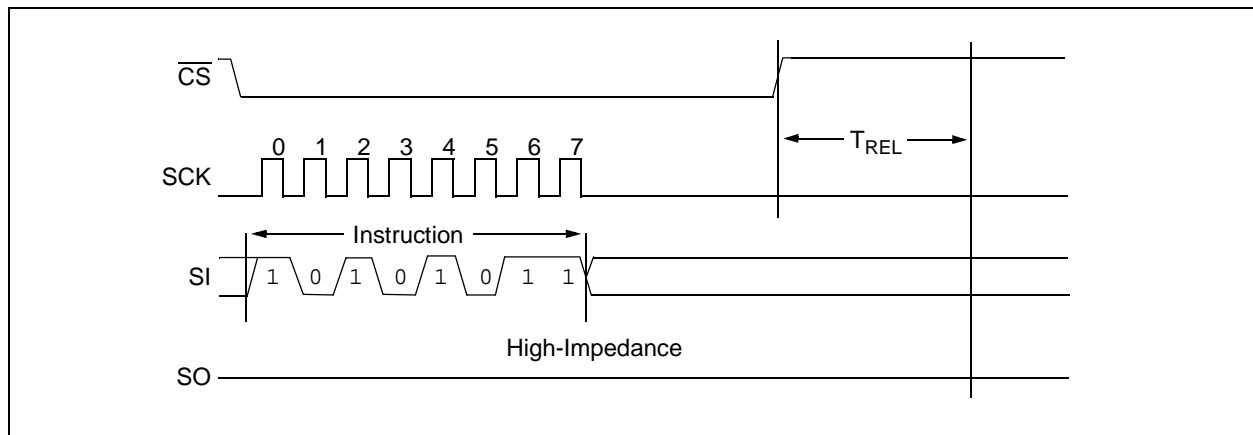 CS
0 1 2 3 4 5 6 7
TREL
SCK
Instruction
SI 1 0 1 0 1 0 1 1
High-Impedance
SO